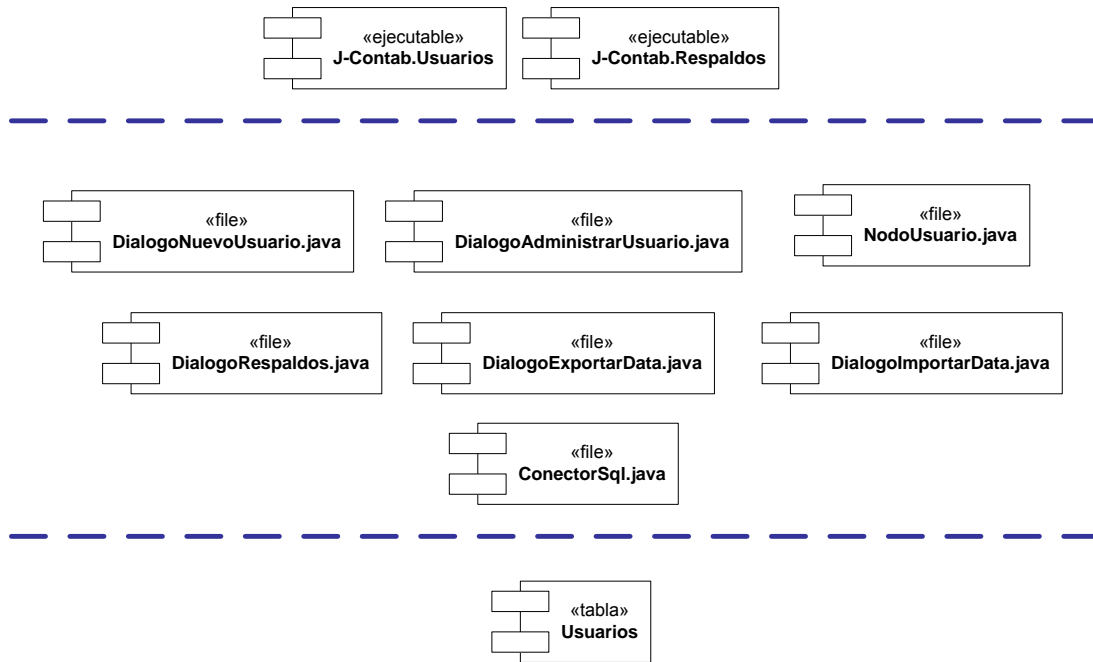 «ejecutable»
J-Contab.Usuarios
«ejecutable»
J-Contab.Respaldos
«file»
DialogoNuevoUsuario.java
«file»
DialogoAdministrarUsuario.java
«file»
NodoUsuario.java
«file»
DialogoRespaldos.java
«file»
DialogoExportarData.java
«file»
DialogoImportarData.java
«file»
ConectorSql.java
«tabla»
Usuarios